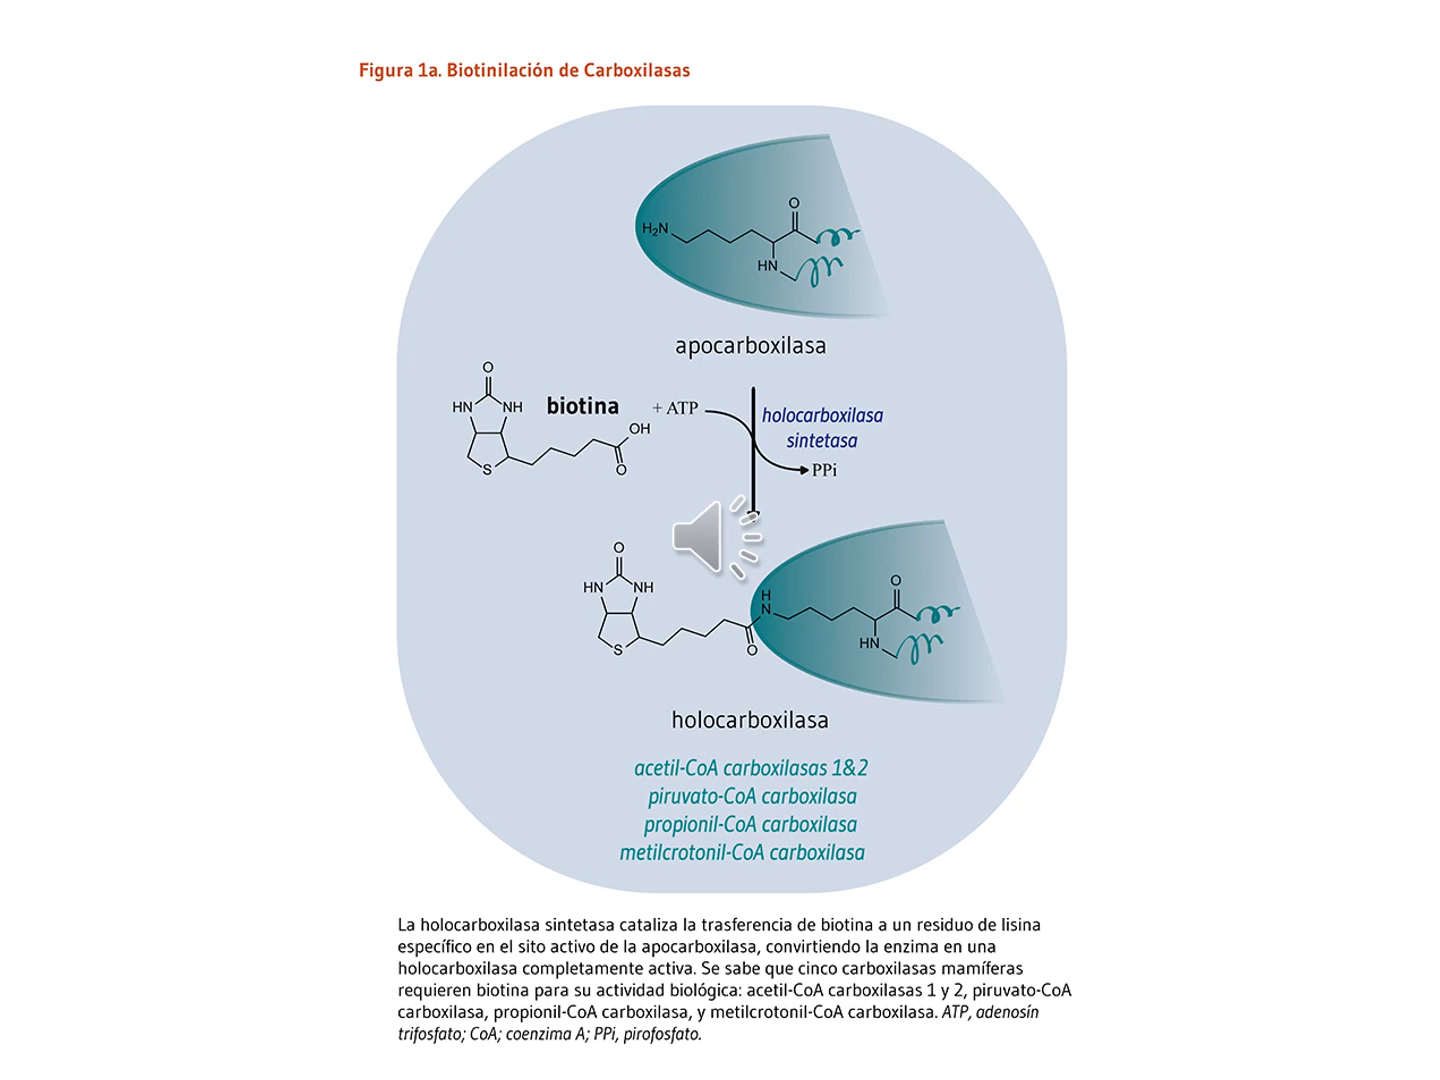 Figura 1a. Biotinilación de Carboxilasas
O
H₂N
HN
apocarboxilasa
O
HN
NH
biotina
+ ATP
holocarboxilasa
sintetasa
OH
S
O
PPi
O
HN
NH
H
N
O
S
O
HN
holocarboxilasa
acetil-CoA carboxilasas 1&2
piruvato-CoA carboxilasa
propionil-CoA carboxilasa
metilcrotonil-CoA carboxilasa
La holocarboxilasa sintetasa cataliza la trasferencia de biotina a un residuo de lisina
específico en el sito activo de la apocarboxilasa, convirtiendo la enzima en una
holocarboxilasa completamente activa. Se sabe que cinco carboxilasas mamíferas
requieren biotina para su actividad biológica: acetil-CoA carboxilasas 1 y 2, piruvato-CoA
carboxilasa, propionil-CoA carboxilasa, y metilcrotonil-CoA carboxilasa. ATP, adenosín
trifosfato; CoA; coenzima A; PPi, pirofosfato.